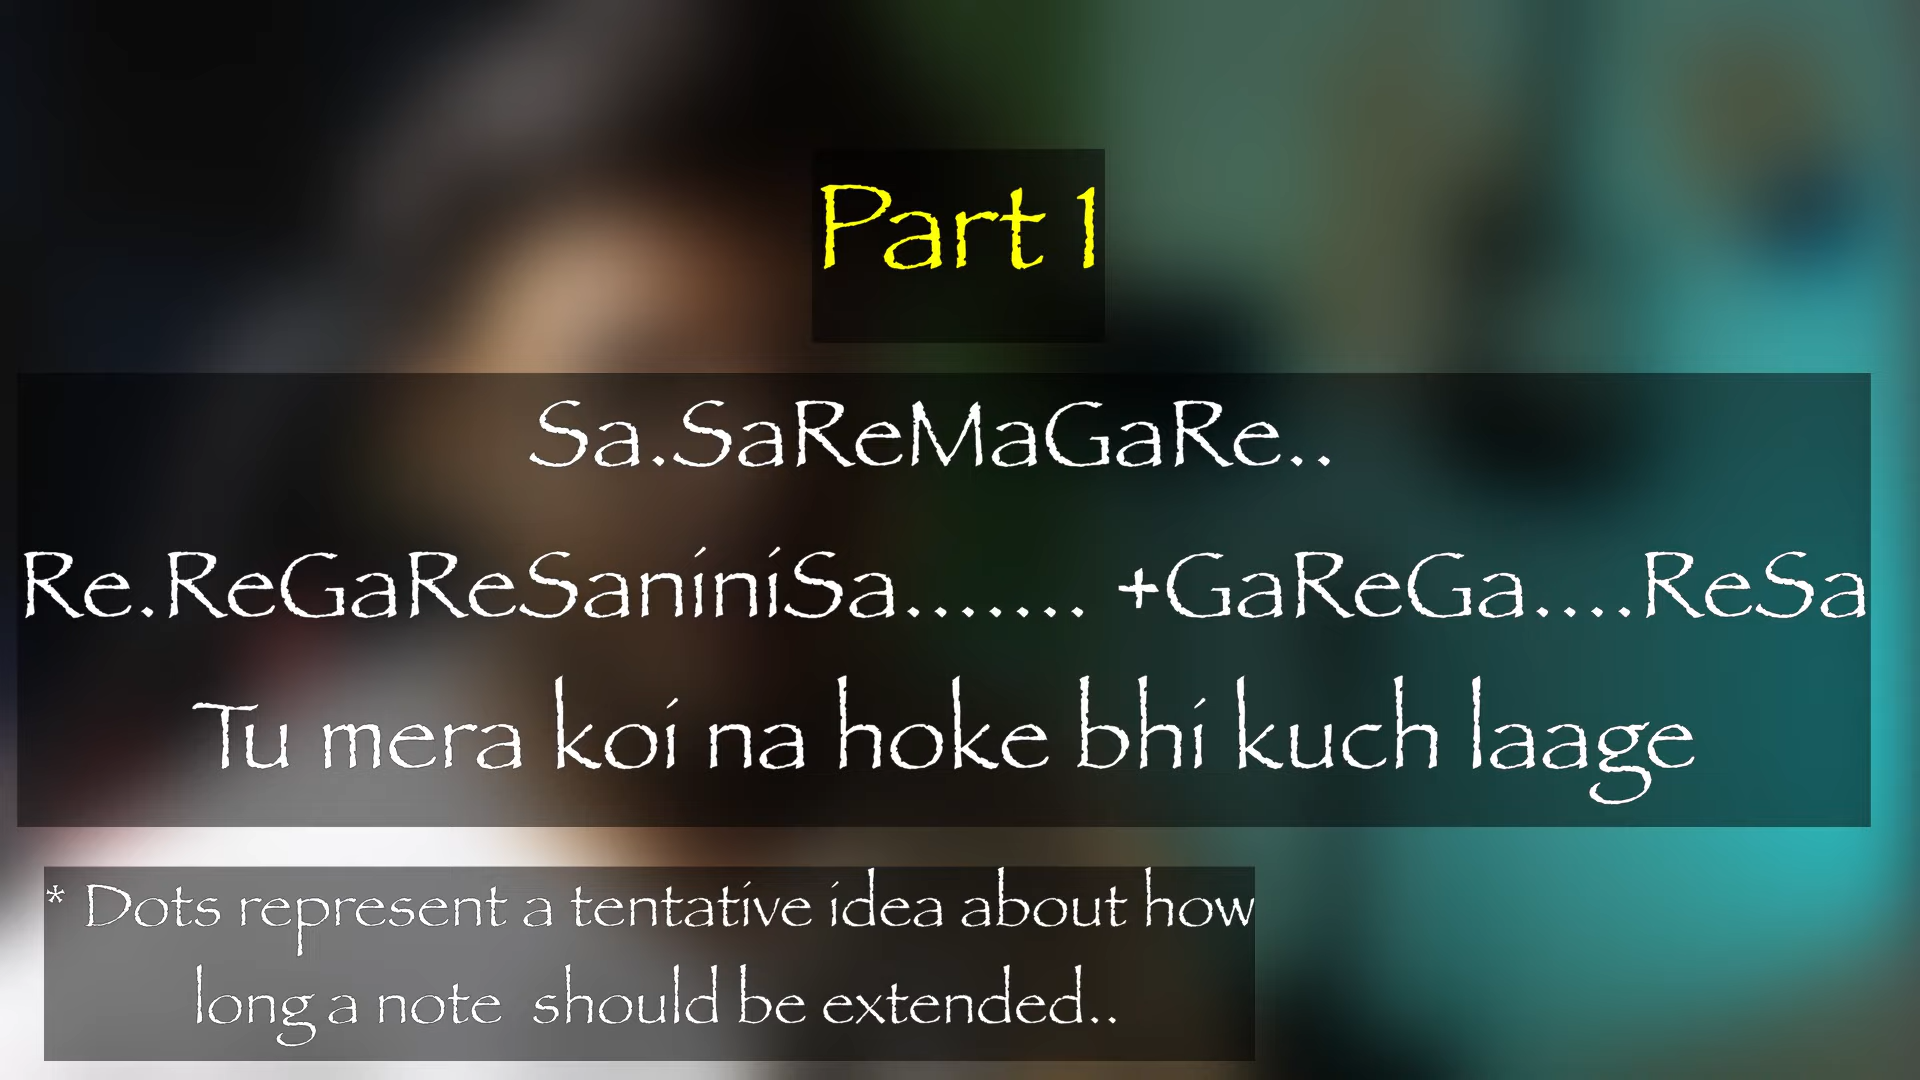 Part 1
Sa.SaReMaGaRe..
Re.ReGaReSaniniSa....... +GaReGa....ReSa
Tu mera koi na hoke bhi kuch laage
* Dots represent a tentative idea about how
long a note should be extended..